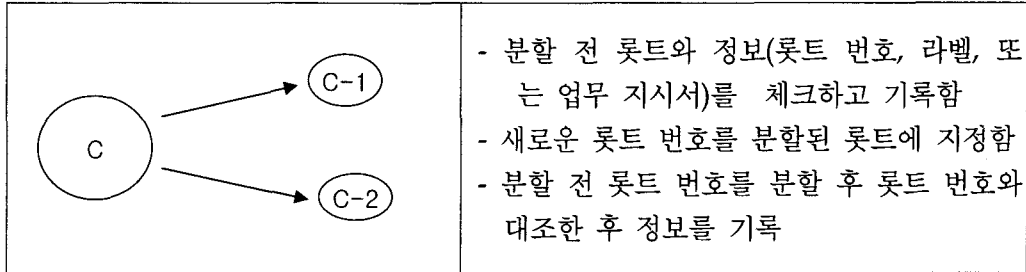 C
C-1
C-2
- 분할 전 롯트와 정보(롯트 번호, 라벨, 또
는 업무 지시서)를 체크하고 기록함
- 새로운 롯트 번호를 분할된 롯트에 지정함
- 분할 전 롯트 번호를 분할 후 롯트 번호와
대조한 후 정보를 기록